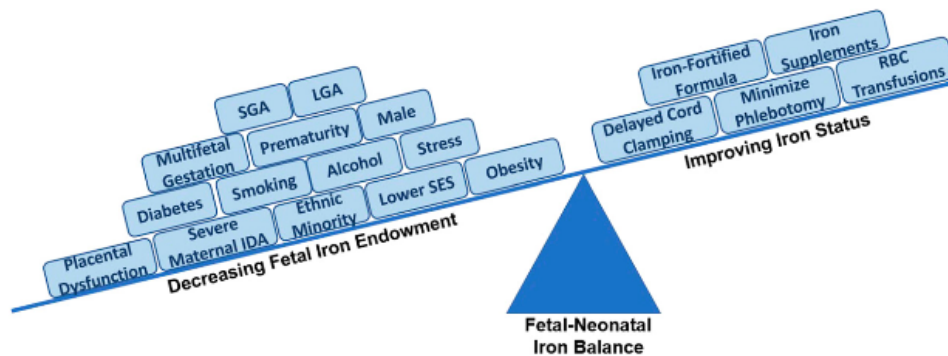 SGA
LGA
Multifetal
Gestation
Prematurity
Male
Diabetes
Smoking
Alcohol
Stress
Placental
Dysfunction
Severe
Maternal IDA
Ethnic
Minority
Lower SES
Obesity
Decreasing Fetal Iron Endowment
Iron-Fortified
Formula
Iron
Supplements
Delayed Cord
Clamping
Minimize
Phlebotomy
RBC
Transfusions
Improving Iron Status
Fetal-Neonatal
Iron Balance